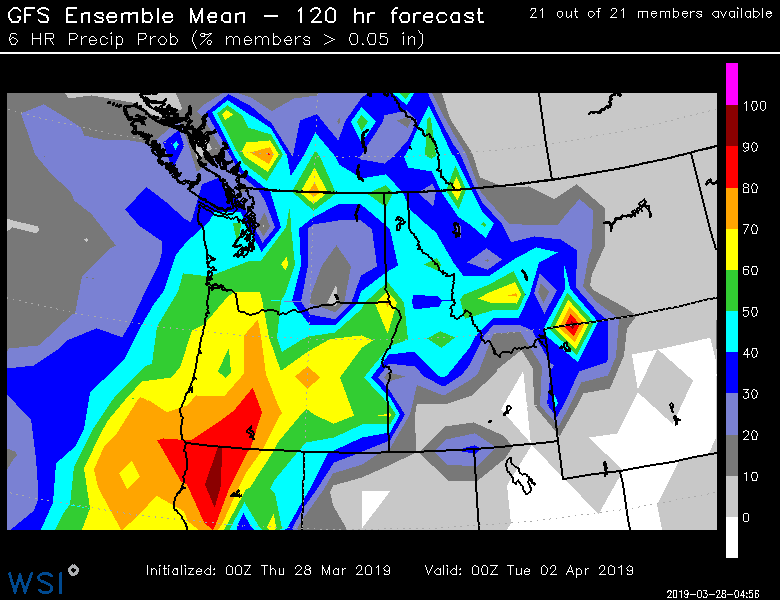 GFS Ensemble Mean – 120 hr forecast
21 out of 21 members available
6 HR Precip Prob (% members > 0.05 in)
100
90
80
70
60
50
40
30
20
10
0
Initialized: 00Z Thu 28 Mar 2019 Valid: 00Z Tue 02 Apr 2019
WSI
2019-03-28-04:56